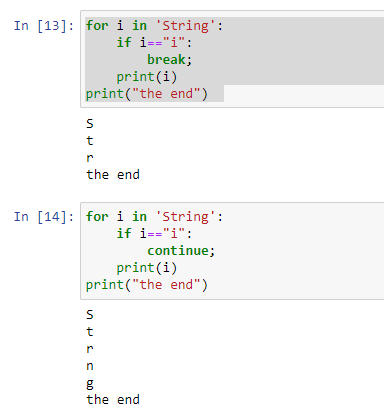 In [13]: for i in 'String':
    if i=="i":
        break;
    print(i)
print("the end")
S
t
r
the end
In [14]: for i in 'String':
    if i=="i":
        continue;
    print(i)
print("the end")
S
t
r
n
g
the end